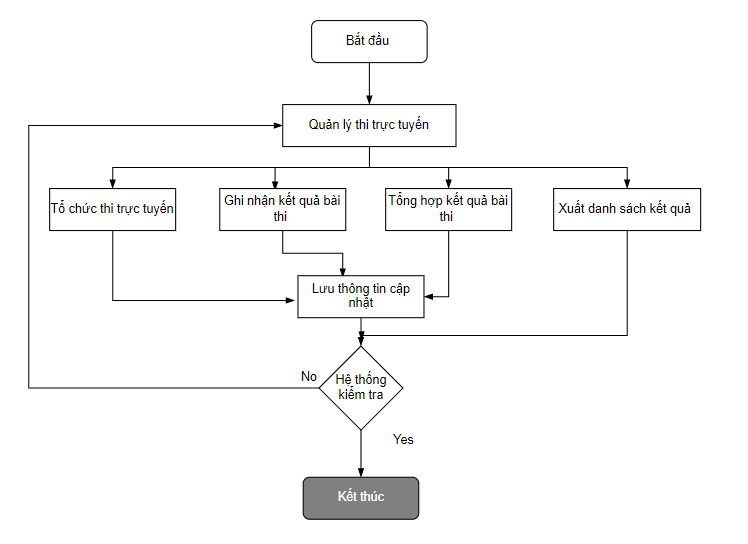 Bắt đầu
Quản lý thi trực tuyến
Tổ chức thi trực tuyến
Ghi nhận kết quả bài
thi
Tổng hợp kết quả bài
thi
Xuất danh sách kết quả
Lưu thông tin cập
nhật
No
Hệ thống
kiểm tra
Yes
Kết thúc